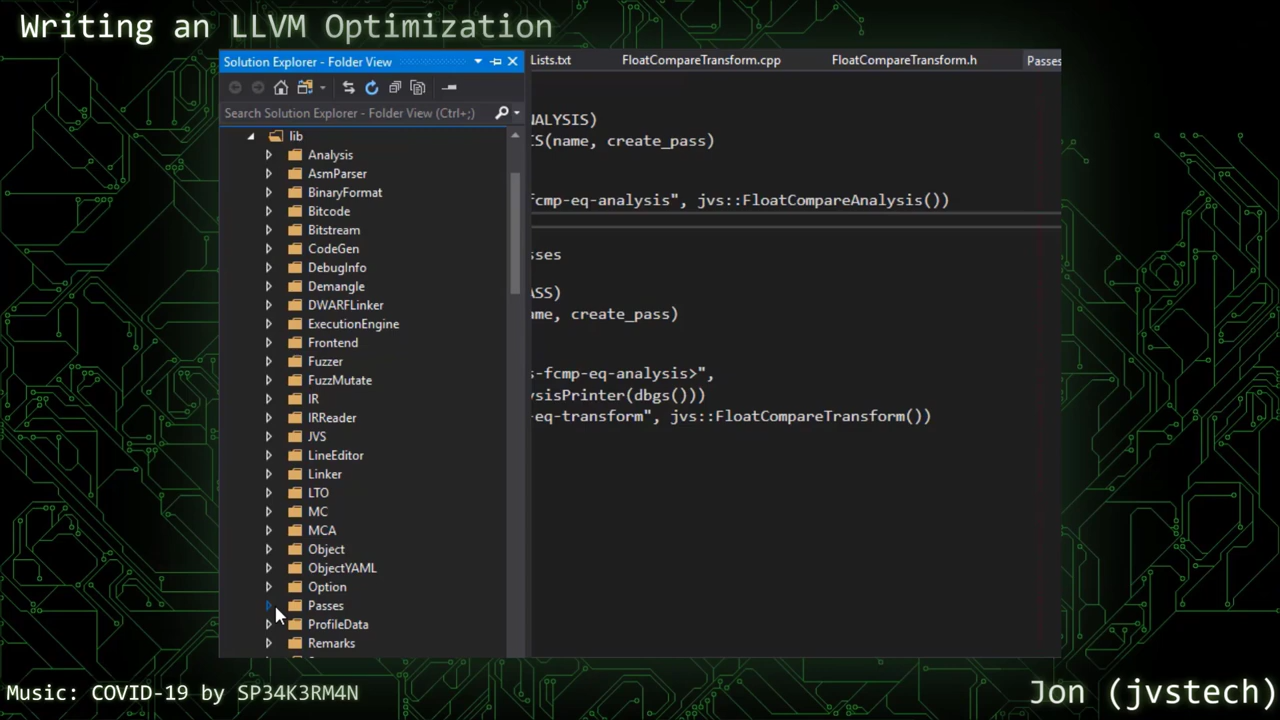 Writing an LLVM Optimization
Solution Explorer - Folder View
Search Solution Explorer - Folder View (Ctrl+;)
lib
Analysis
AsmParser
BinaryFormat
Bitcode
Bitstream
CodeGen
DebugInfo
Demangle
DWARFLinker
ExecutionEngine
Frontend
Fuzzer
FuzzMutate
IR
IRReader
JVS
LineEditor
Linker
LTO
MC
MCA
Object
ObjectYAML
Option
Passes
ProfileData
Remarks
Lists.txt FloatCompareTransform.cpp FloatCompareTransform.h Passes
NALYSIS)
IS(name, create_pass)
fcmp-eq-analysis", jvs::FloatCompareAnalysis())
sses
ASS)
ame, create_pass)
s-fcmp-eq-analysis>",
ysisPrinter(dbgs()))
-eq-transform", jvs::FloatCompareTransform())
Music: COVID-19 by SP34K3RM4N
Jon (jvstech)